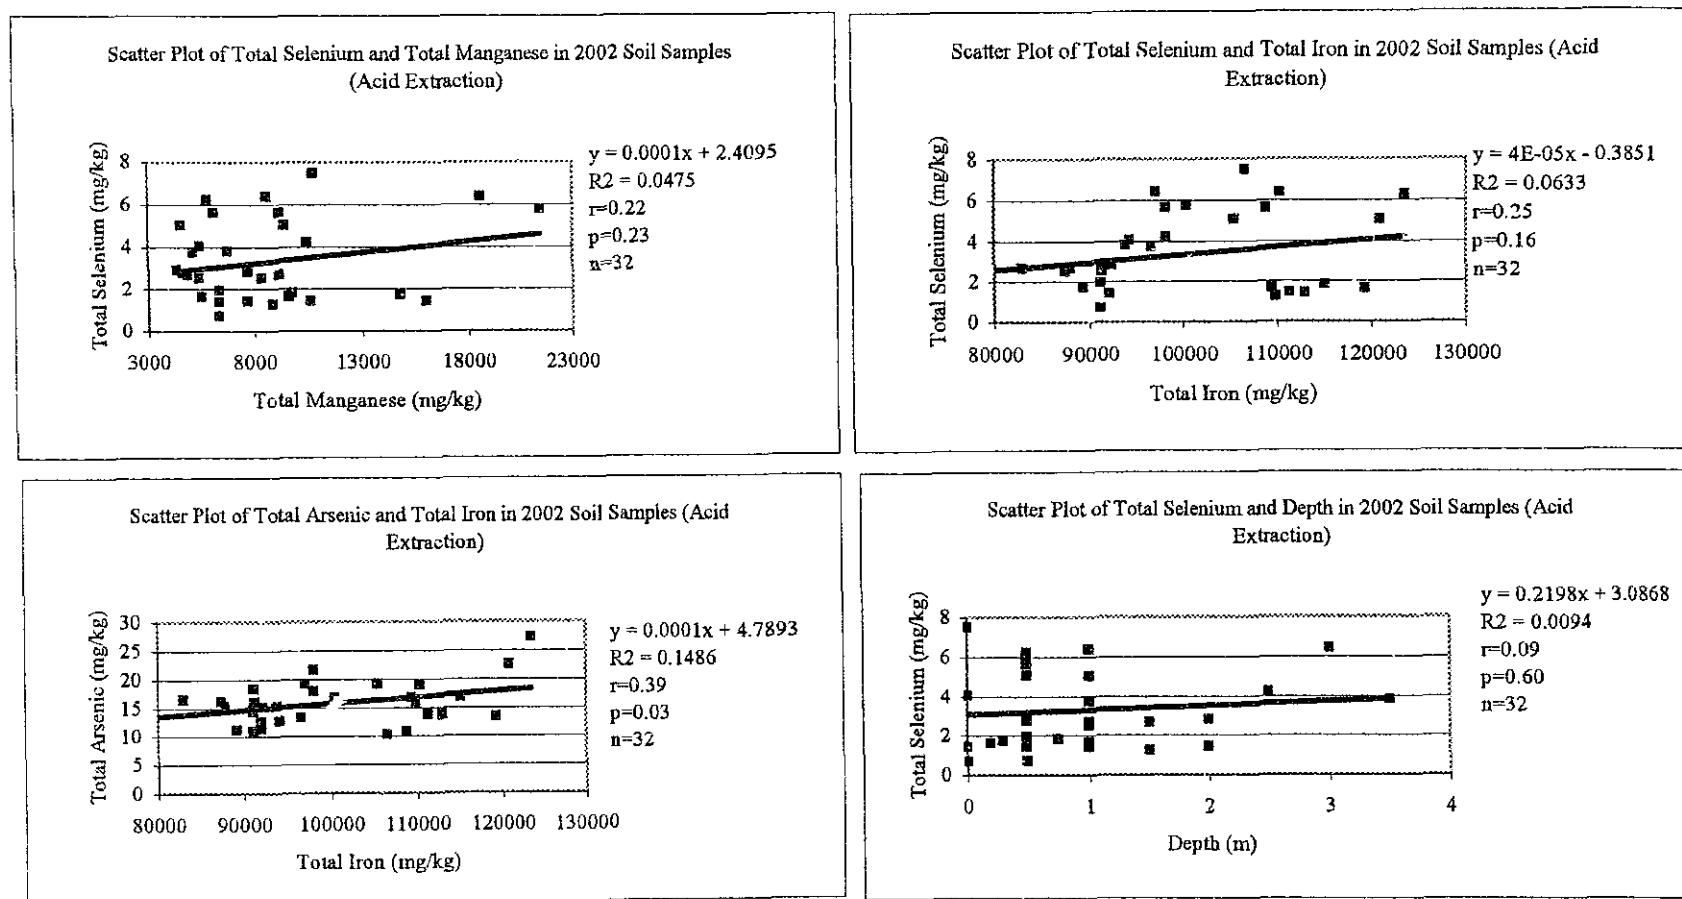 Scatter Plot of Total Selenium and Total Manganese in 2002 Soil Samples
(Acid Extraction)
Total Selenium (mg/kg)
8
6
4
2
0
3000 8000 13000 18000 23000
Total Manganese (mg/kg)
y = 0.0001x + 2.4095
R2 = 0.0475
r=0.22
p=0.23
n=32
Scatter Plot of Total Selenium and Total Iron in 2002 Soil Samples (Acid
Extraction)
Total Selenium (mg/kg)
8
6
4
2
0
80000 90000 100000 110000 120000 130000
Total Iron (mg/kg)
y = 4E-05x - 0.3851
R2 = 0.0633
r=0.25
p=0.16
n=32
Scatter Plot of Total Arsenic and Total Iron in 2002 Soil Samples (Acid
Extraction)
Total Arsenic (mg/kg)
30
25
20
15
10
5
0
80000 90000 100000 110000 120000 130000
Total Iron (mg/kg)
y = 0.0001x + 4.7893
R2 = 0.1486
r=0.39
p=0.03
n=32
Scatter Plot of Total Selenium and Depth in 2002 Soil Samples (Acid
Extraction)
Total Selenium (mg/kg)
8
6
4
2
0
0 1 2 3 4
Depth (m)
y = 0.2198x + 3.0868
R2 = 0.0094
r=0.09
p=0.60
n=32